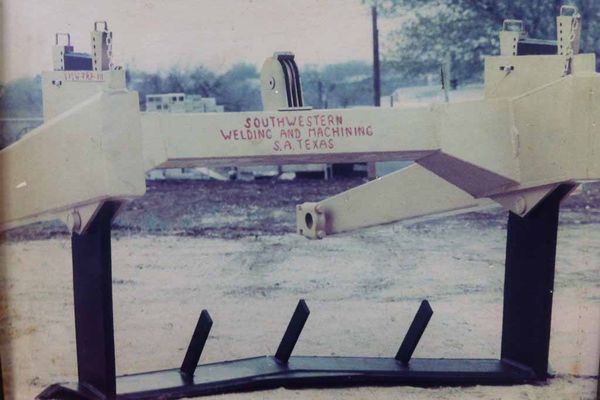 SOUTHWESTERN
WELDING AND MACHINING
S.A. TEXAS